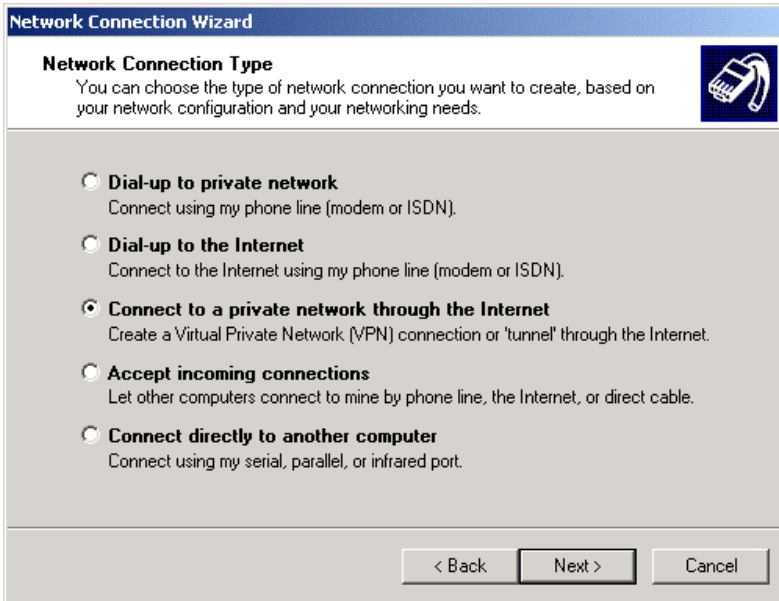 Network Connection Wizard
Network Connection Type
You can choose the type of network connection you want to create, based on
your network configuration and your networking needs.
Dial-up to private network
Connect using my phone line (modem or ISDN).
Dial-up to the Internet
Connect to the Internet using my phone line (modem or ISDN).
Connect to a private network through the Internet
Create a Virtual Private Network (VPN) connection or 'tunnel' through the Internet.
Accept incoming connections
Let other computers connect to mine by phone line, the Internet, or direct cable.
Connect directly to another computer
Connect using my serial, parallel, or infrared port.
< Back Next > Cancel